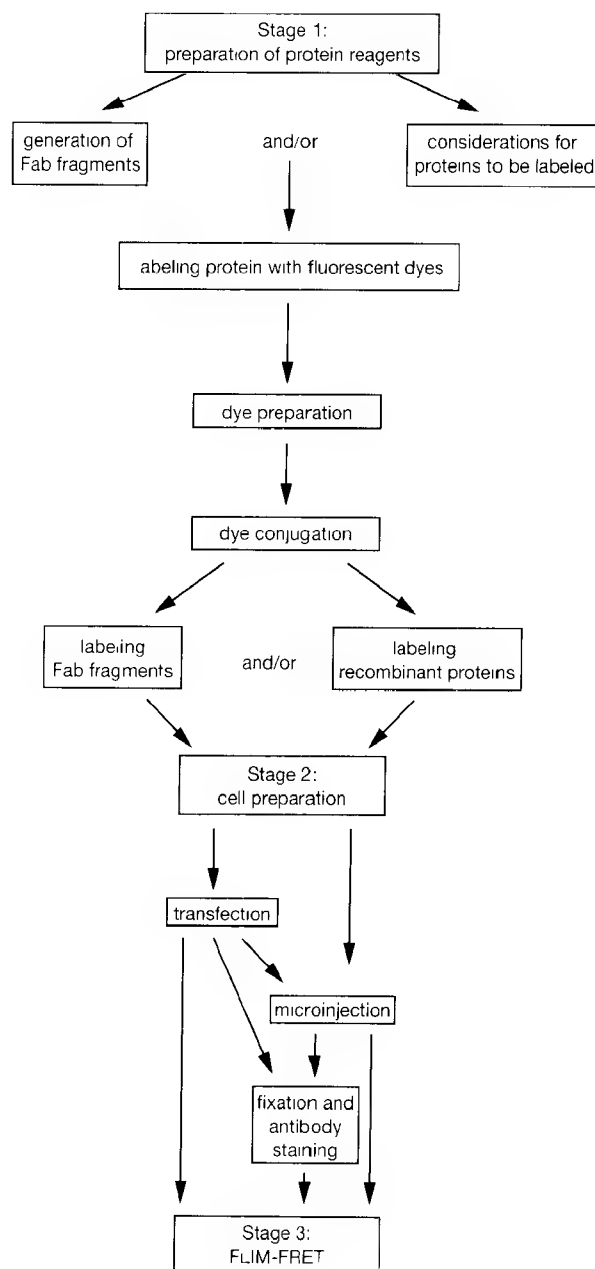 Stage 1:
preparation of protein reagents
generation of
Fab fragments
and/or
considerations for
proteins to be labeled
abeling protein with fluorescent dyes
dye preparation
dye conjugation
labeling
Fab fragments
and/or
labeling
recombinant proteins
Stage 2:
cell preparation
transfection
microinjection
fixation and
antibody
staining
Stage 3:
FLIM-FRET